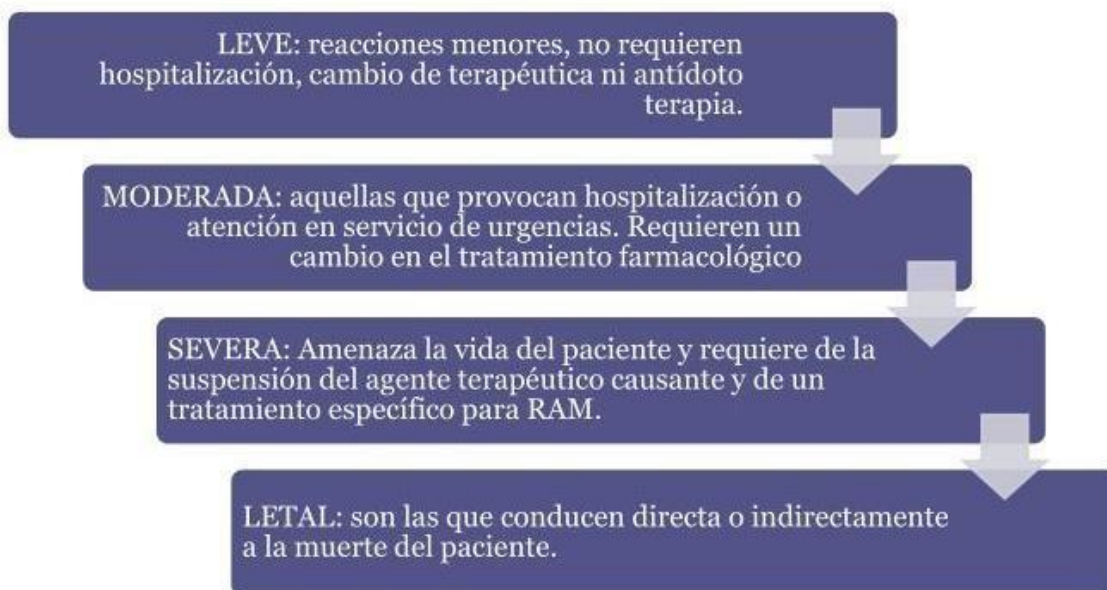 LEVE: reacciones menores, no requieren
hospitalización, cambio de terapéutica ni antídoto
terapia.
MODERADA: aquellas que provocan hospitalización o
atención en servicio de urgencias. Requieren un
cambio en el tratamiento farmacológico
SEVERA: Amenaza la vida del paciente y requiere de la
suspensión del agente terapéutico causante y de un
tratamiento específico para RAM.
LETAL: son las que conducen directa o indirectamente
a la muerte del paciente.